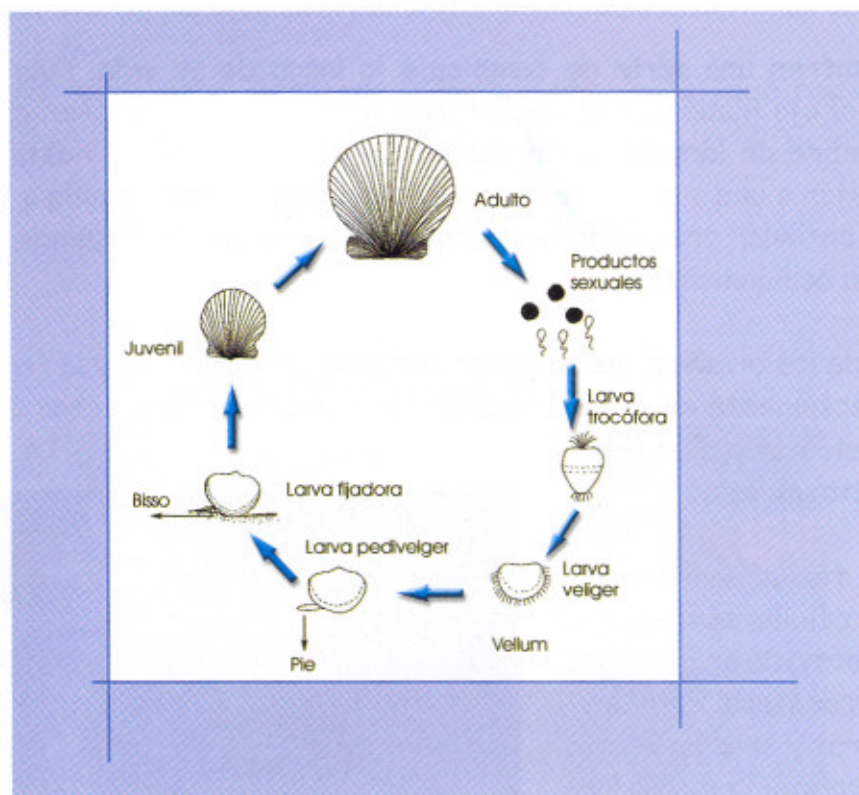 Adulto
Productos
sexuales
Larva
trocófora
Larva
veliger
Vellum
Larva pedivelger
Pie
Larva fijadora
Bisso
Juvenil